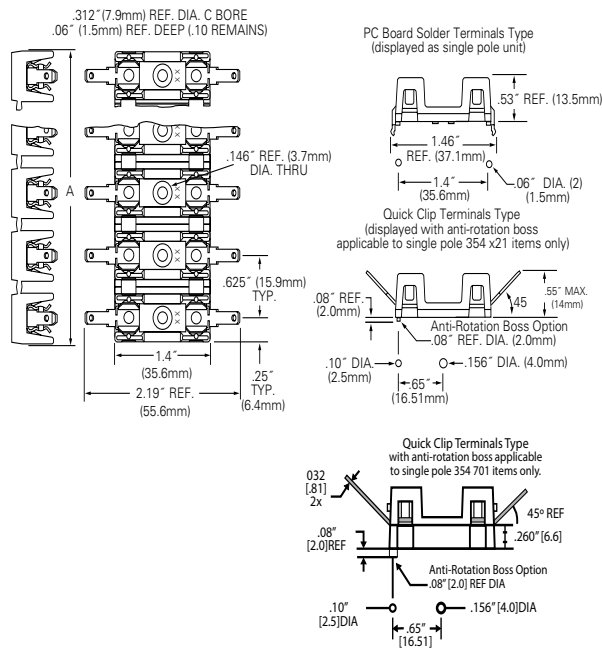 .312"(7.9mm) REF. DIA. C BORE
.06" (1.5mm) REF. DEEP (.10 REMAINS)
A
.146" REF. (3.7mm)
DIA. THRU
.625" (15.9mm)
TYP.
1.4"
(35.6mm)
2.19" REF.
(55.6mm)
.25"
TYP.
(6.4mm)
PC Board Solder Terminals Type
(displayed as single pole unit)
.53" REF. (13.5mm)
1.46"
REF. (37.1mm)
1.4"
(35.6mm)
.06" DIA. (2)
(1.5mm)
Quick Clip Terminals Type
(displayed with anti-rotation boss
applicable to single pole 354 x21 items only)
.08" REF.
(2.0mm)
45
.55" MAX.
(14mm)
Anti-Rotation Boss Option
.08" REF. DIA. (2.0mm)
.10" DIA.
(2.5mm)
.156" DIA. (4.0mm)
.65"
(16.51mm)
Quick Clip Terminals Type
with anti-rotation boss applicable
to single pole 354 701 items only.
032
[.81]
2x
45º REF
.08"
[2.0]REF
.260" [6.6]
Anti-Rotation Boss Option
.08" [2.0] REF DIA
.10"
[2.5]DIA
.156" [4.0]DIA
.65"
[16.51]